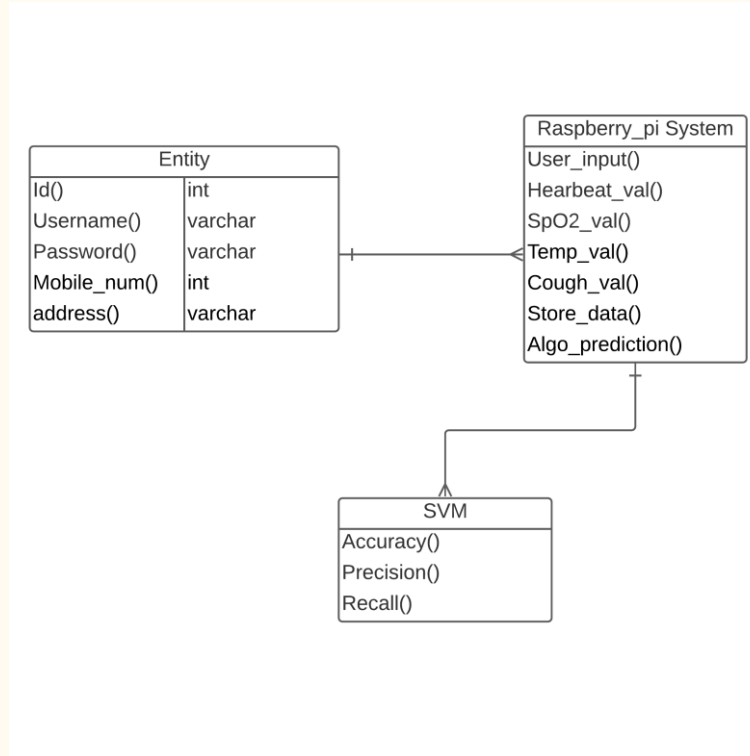 Entity
Id() int
Username() varchar
Password() varchar
Mobile_num() int
address() varchar
Raspberry_pi System
User_input()
Hearbeat_val()
SpO2_val()
Temp_val()
Cough_val()
Store_data()
Algo_prediction()
SVM
Accuracy()
Precision()
Recall()